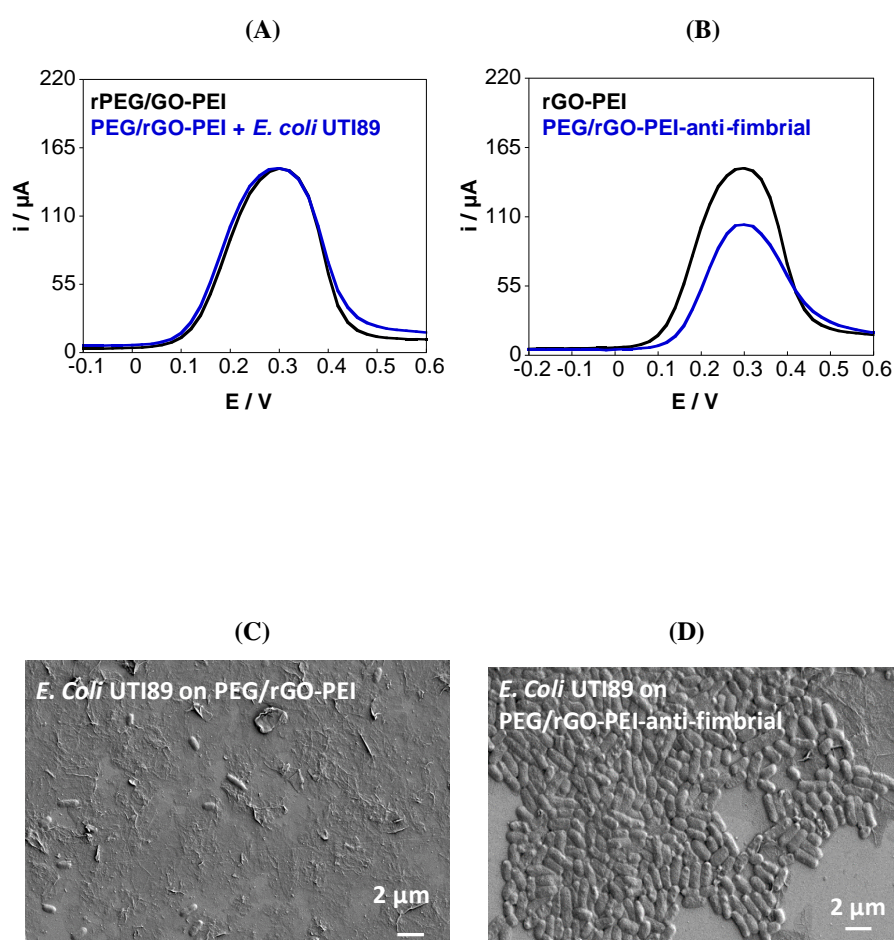 (A)
(B)
220
165
110
55
0
i / µA
rPEG/GO-PEI
PEG/rGO-PEI + E. coli UTI89
-0.1 0 0.1 0.2 0.3 0.4 0.5 0.6
E / V
220
165
110
55
0
i / µA
rGO-PEI
PEG/rGO-PEI-anti-fimbrial
-0.2 -0.1 0 0.1 0.2 0.3 0.4 0.5 0.6
E / V
(C)
(D)
E. Coli UTI89 on PEG/rGO-PEI
2 µm
E. Coli UTI89 on
PEG/rGO-PEI-anti-fimbrial
2 µm